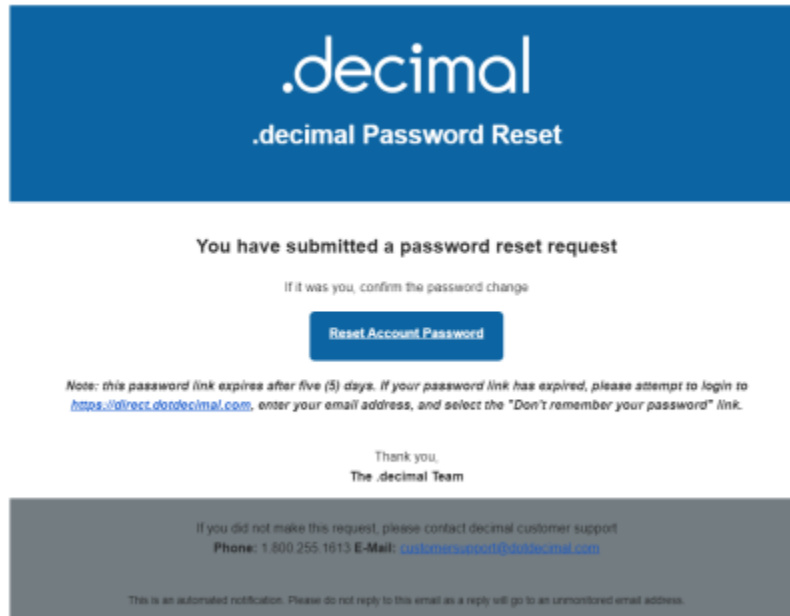 .decimal
.decimal Password Reset
You have submitted a password reset request
If it was you, confirm the password change
Reset Account Password
Note: this password link expires after five (5) days. If your password link has expired, please attempt to login to
https://direct.dotdecimal.com, enter your email address, and select the "Don't remember your password" link.
Thank you,
The .decimal Team
If you did not make this request, please contact decimal customer support
Phone: 1.800.255.1613 E-Mail: customersupport@dotdecimal.com
This is an automated notification. Please do not reply to this email as a reply will go to an unmonitored email address.